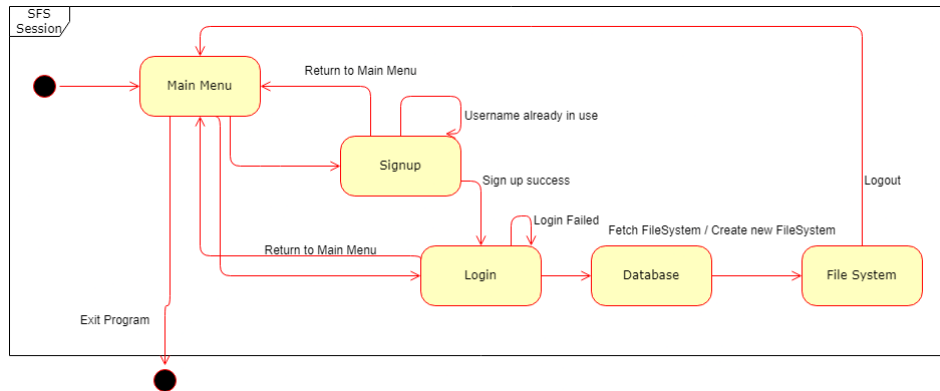 SFS
Session
Main Menu
Return to Main Menu
Username already in use
Signup
Sign up success
Logout
Login Failed
Fetch FileSystem / Create new FileSystem
Return to Main Menu
Login
Database
File System
Exit Program